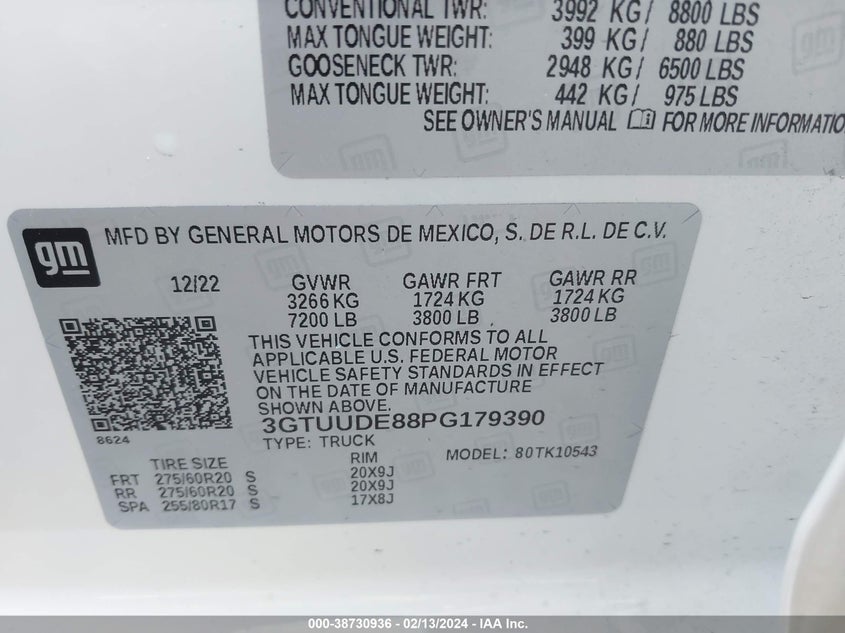 CONVENTIONAL TWR: 3992 KG/ 8800 LBS
MAX TONGUE WEIGHT: 399 KG/ 880 LBS
GOOSENECK TWR: 2948 KG/ 6500 LBS
MAX TONGUE WEIGHT: 442 KG/ 975 LBS
SEE OWNER'S MANUAL FOR MORE INFORMATIO
gm MFD BY GENERAL MOTORS DE MEXICO, S. DE R.L. DE C.V.
12/22 GVWR GAWR FRT GAWR RR
3266 KG 1724 KG 1724 KG
7200 LB 3800 LB 3800 LB
THIS VEHICLE CONFORMS TO ALL
APPLICABLE U.S. FEDERAL MOTOR
VEHICLE SAFETY STANDARDS IN EFFECT
ON THE DATE OF MANUFACTURE
SHOWN ABOVE.
3GTUUDE88PG179390
8624 TYPE: TRUCK
MODEL: 80TK10543
TIRE SIZE RIM
FRT 275/60R20 S 20X9J
RR 275/60R20 S 20X9J
SPA 255/80R17 S 17X8J
000-38730936 - 02/13/2024 - IAA Inc.